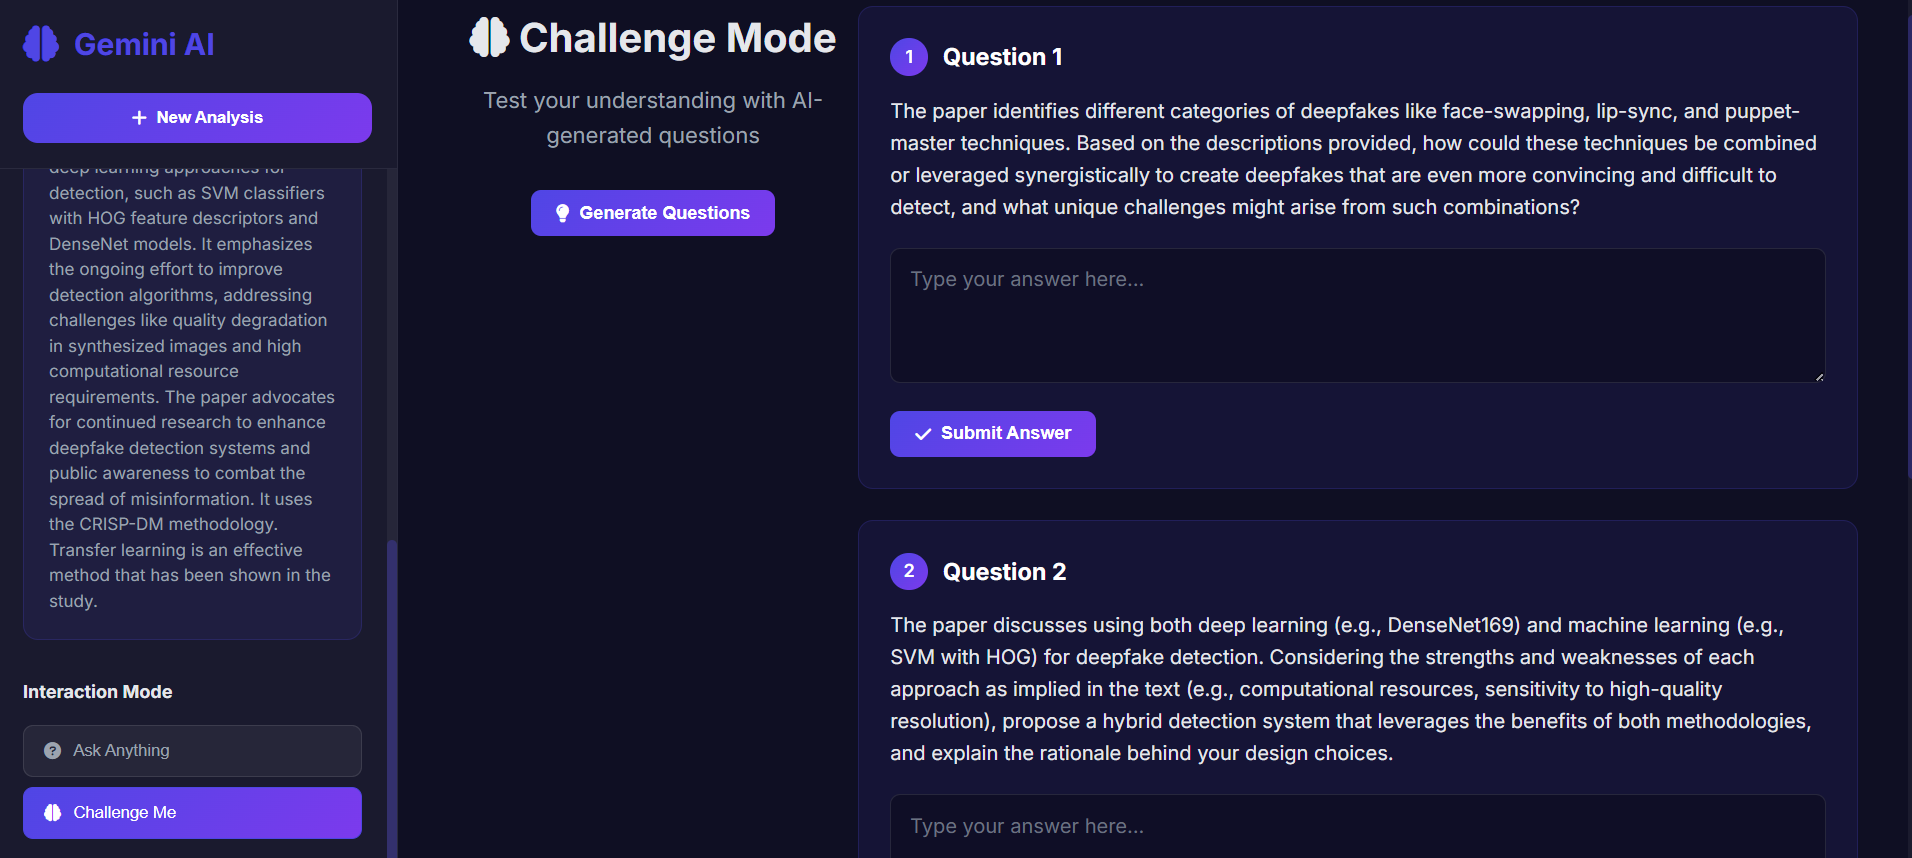 Gemini AI
New Analysis
deep learning approaches for
detection, such as SVM classifiers
with HOG feature descriptors and
DenseNet models. It emphasizes
the ongoing effort to improve
detection algorithms, addressing
challenges like quality degradation
in synthesized images and high
computational resource
requirements. The paper advocates
for continued research to enhance
deepfake detection systems and
public awareness to combat the
spread of misinformation. It uses
the CRISP-DM methodology.
Transfer learning is an effective
method that has been shown in the
study.
Interaction Mode
Ask Anything
Challenge Me
Challenge Mode
Test your understanding with AI-
generated questions
Generate Questions
1 Question 1
The paper identifies different categories of deepfakes like face-swapping, lip-sync, and puppet-
master techniques. Based on the descriptions provided, how could these techniques be combined
or leveraged synergistically to create deepfakes that are even more convincing and difficult to
detect, and what unique challenges might arise from such combinations?
Type your answer here...
Submit Answer
2 Question 2
The paper discusses using both deep learning (e.g., DenseNet169) and machine learning (e.g.,
SVM with HOG) for deepfake detection. Considering the strengths and weaknesses of each
approach as implied in the text (e.g., computational resources, sensitivity to high-quality
resolution), propose a hybrid detection system that leverages the benefits of both methodologies,
and explain the rationale behind your design choices.
Type your answer here...